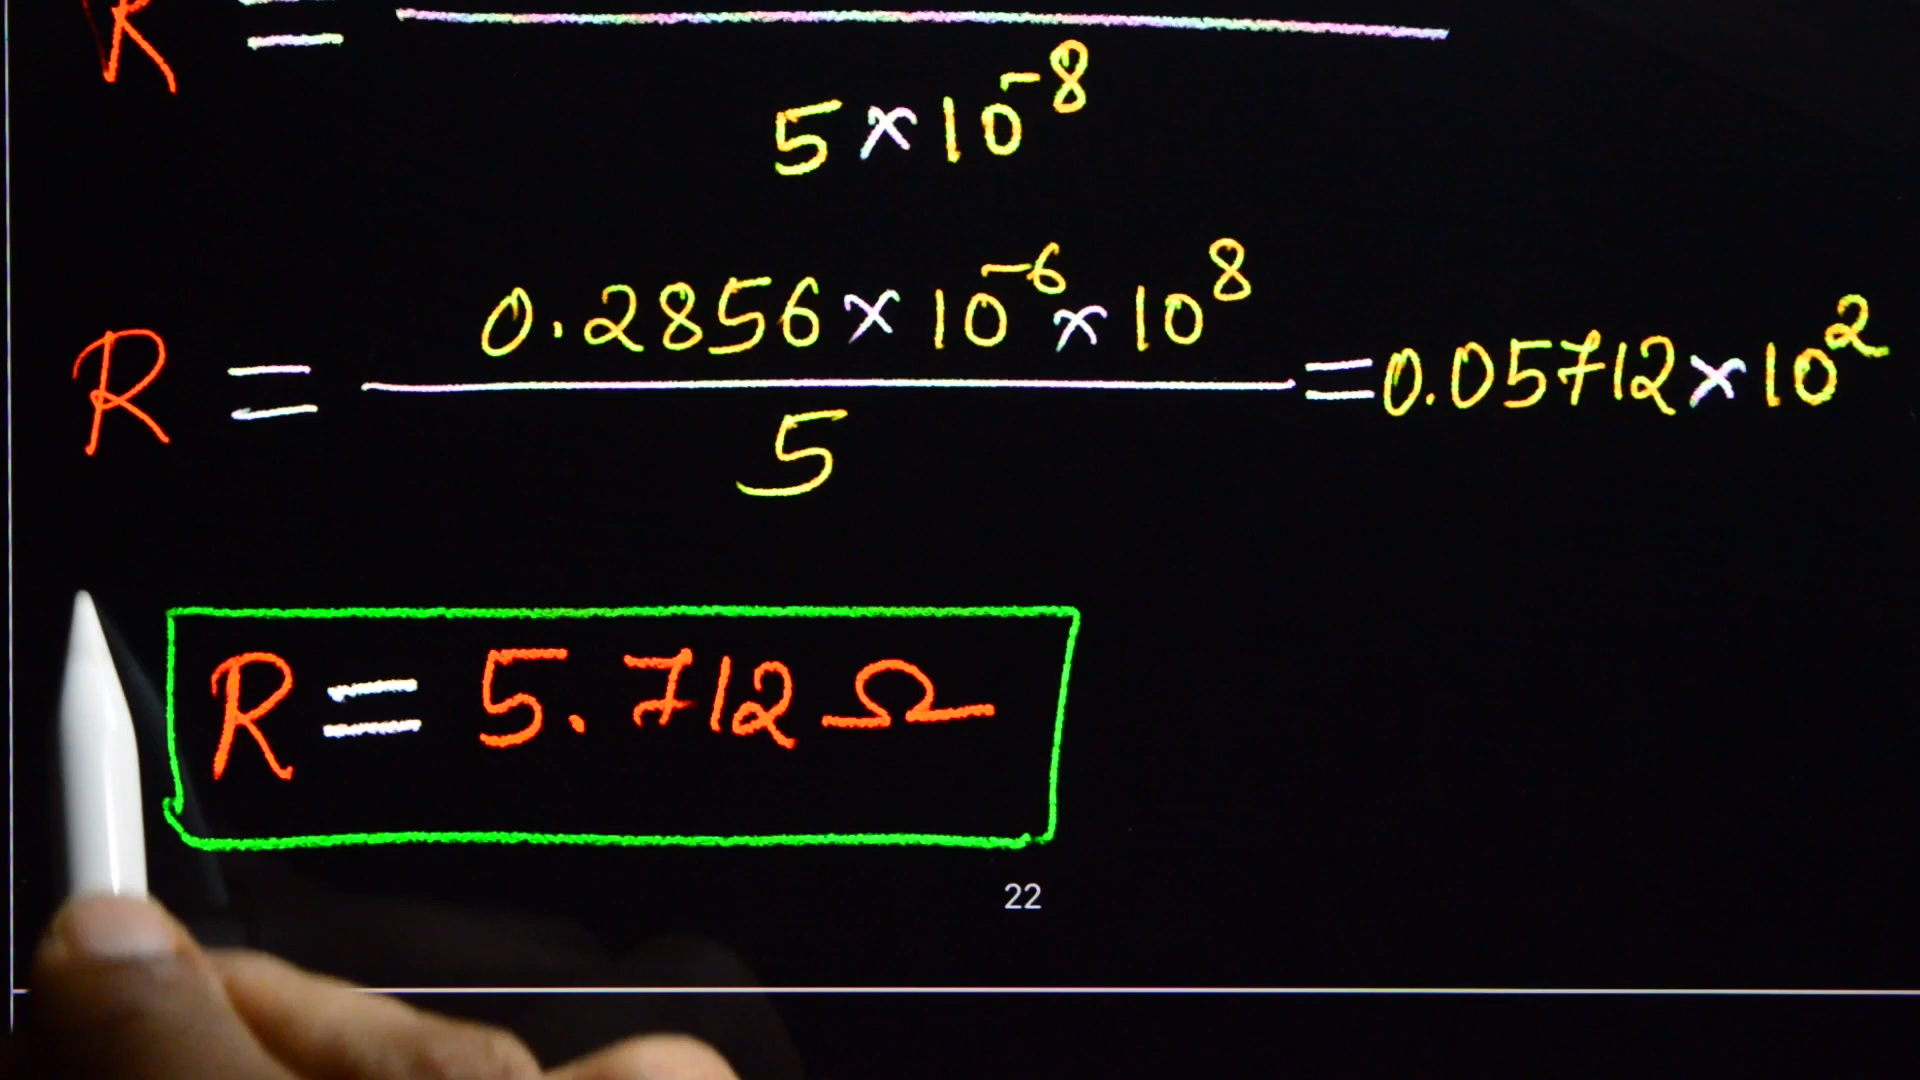 R =
5×10⁻⁸
R = 0.2856×10⁻⁶×10⁸ / 5 = 0.05712×10²
R = 5.712 Ω
22